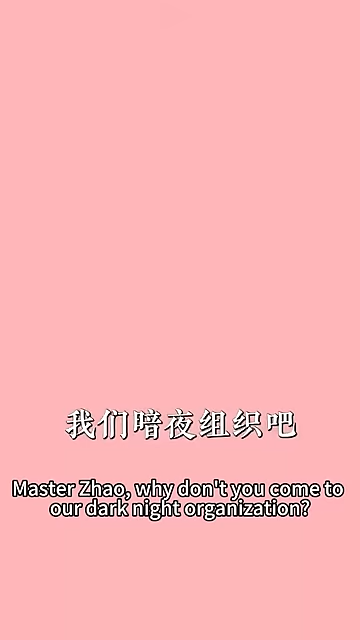 我们暗夜组织吧
Master Zhao, why don't you come to
our dark night organization?